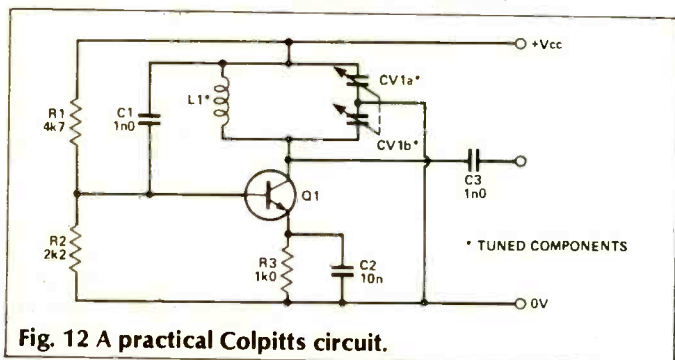 +Vcc
CV1a*
L1*
C1
1n0
R1
4k7
CV1b*
C3
1n0
Q1
R2
2k2
R3
1k0
C2
10n
* TUNED COMPONENTS
0V
Fig. 12 A practical Colpitts circuit.